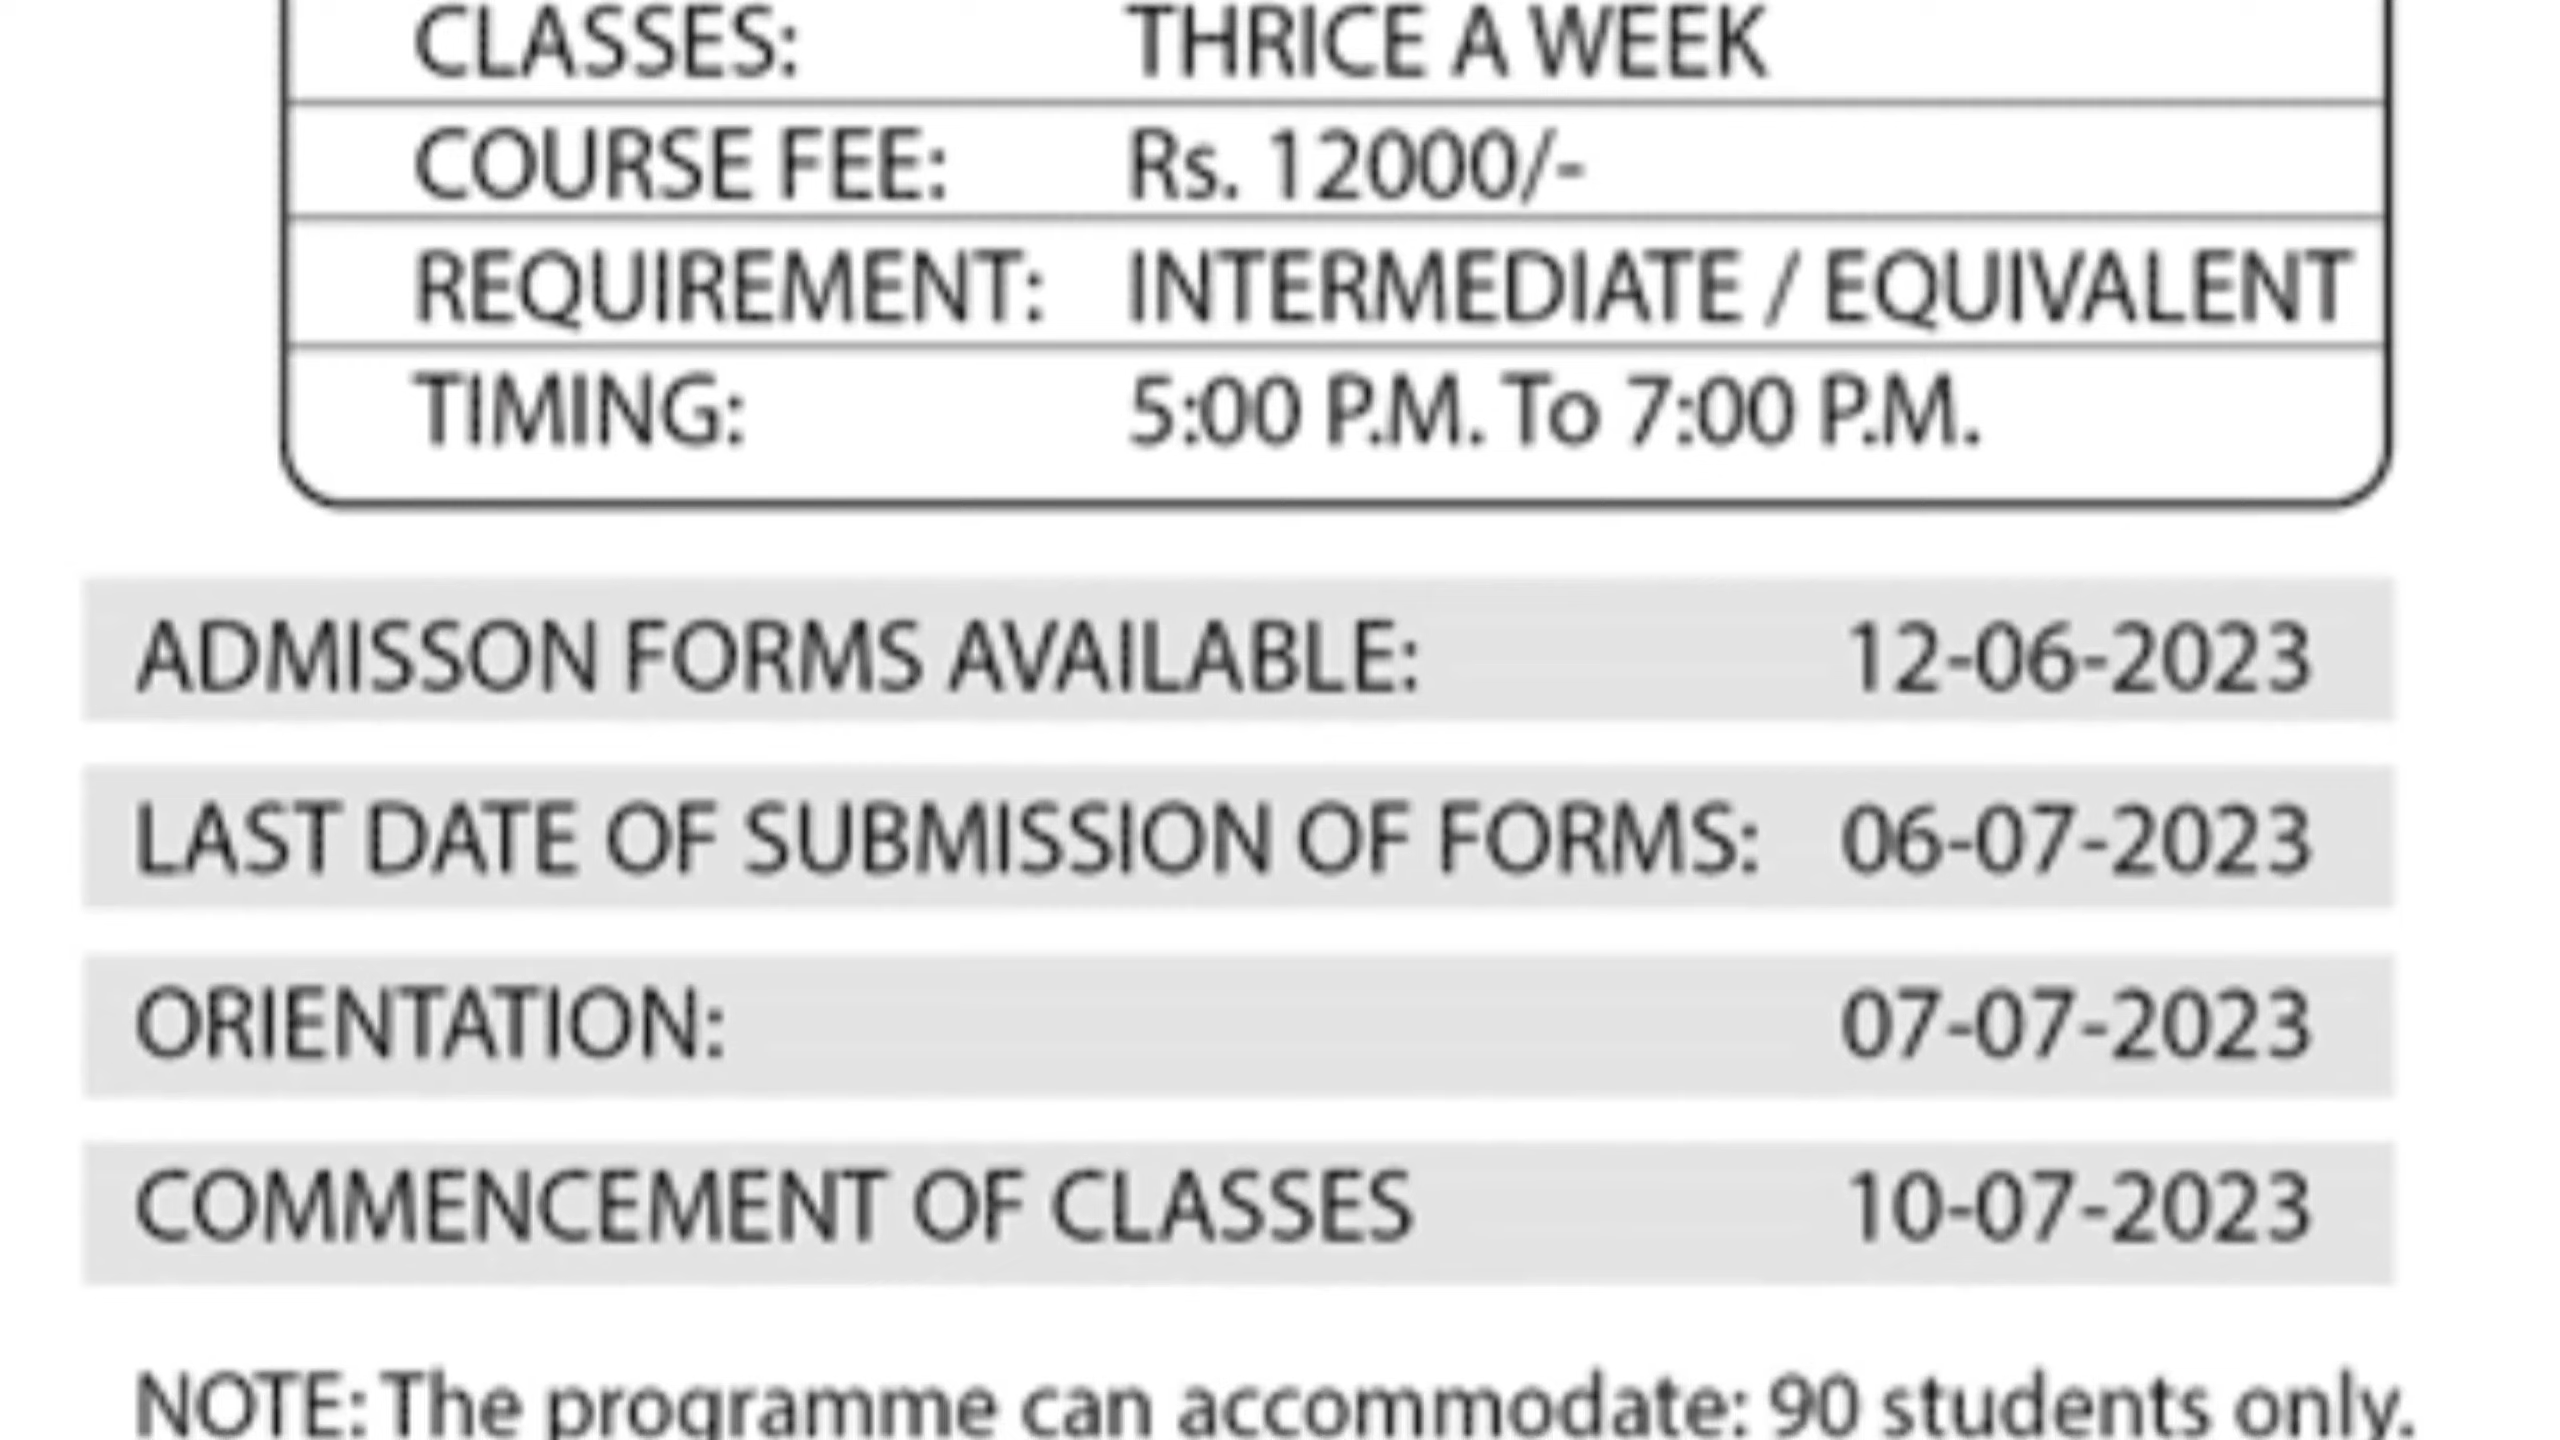 CLASSES: THRICE A WEEK
COURSE FEE: Rs. 12000/-
REQUIREMENT: INTERMEDIATE / EQUIVALENT
TIMING: 5:00 P.M. To 7:00 P.M.
ADMISSON FORMS AVAILABLE: 12-06-2023
LAST DATE OF SUBMISSION OF FORMS: 06-07-2023
ORIENTATION: 07-07-2023
COMMENCEMENT OF CLASSES 10-07-2023
NOTE: The programme can accommodate: 90 students only.